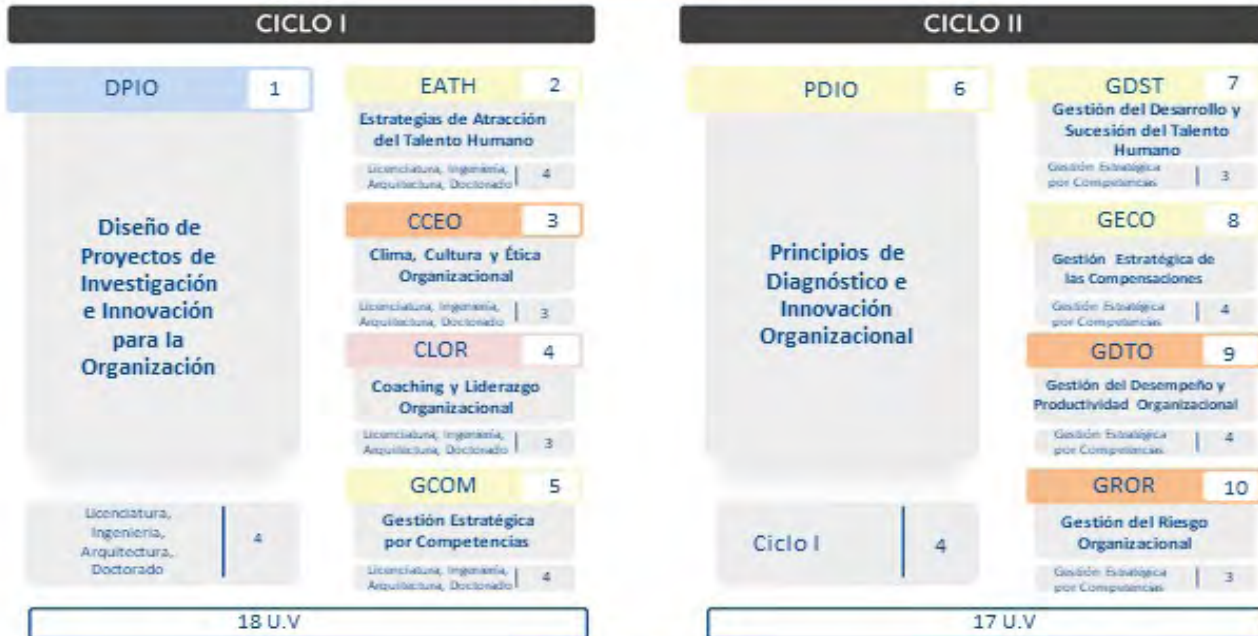 CICLO I
DPIO 1
Diseño de
Proyectos de
Investigación
e Innovación
para la
Organización
Licenciatura,
Ingeniería,
Arquitectura,
Doctorado
4
EATH 2
Estrategias de Atracción
del Talento Humano
Licenciatura, Ingeniería,
Arquitectura, Doctorado 4
CCEO 3
Clima, Cultura y Ética
Organizacional
Licenciatura, Ingeniería,
Arquitectura, Doctorado 3
CLOR 4
Coaching y Liderazgo
Organizacional
Licenciatura, Ingeniería,
Arquitectura, Doctorado 3
GCOM 5
Gestión Estratégica
por Competencias
Licenciatura, Ingeniería,
Arquitectura, Doctorado 4
18 U.V
CICLO II
PDIO 6
Principios de
Diagnóstico e
Innovación
Organizacional
Ciclo I 4
GDST 7
Gestión del Desarrollo y
Sucesión del Talento
Humano
Gestión Estratégica
por Competencias 3
GECO 8
Gestión Estratégica de
las Compensaciones
Gestión Estratégica
por Competencias 4
GDTO 9
Gestión del Desempeño y
Productividad Organizacional
Gestión Estratégica
por Competencias 4
GROR 10
Gestión del Riesgo
Organizacional
Gestión Estratégica
por Competencias 3
17 U.V